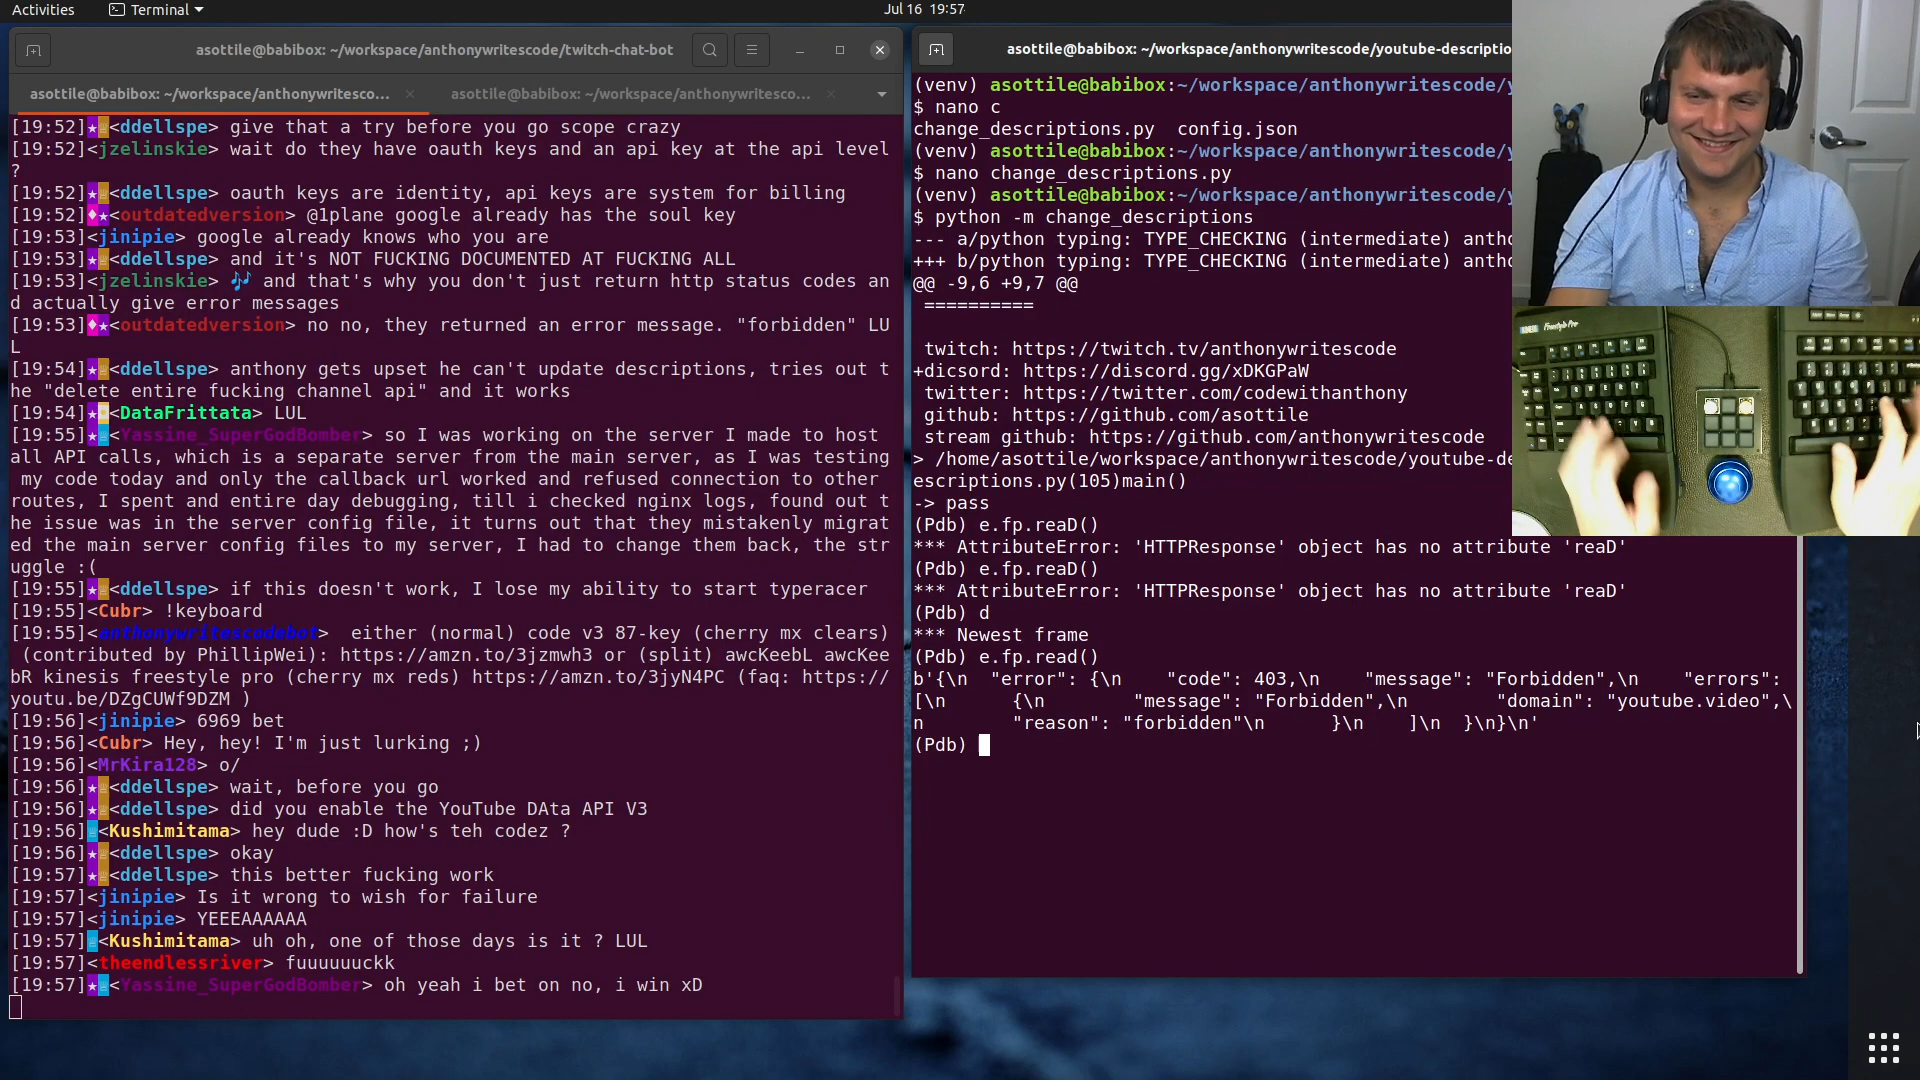 Activities
Terminal
Jul 16 19:57
asottile@babibox: ~/workspace/anthonywritescode/twitch-chat-bot
asottile@babibox: ~/workspace/anthonywritesco...
asottile@babibox: ~/workspace/anthonywritesco...
[19:52]<ddellspe> give that a try before you go scope crazy
[19:52]<jzelinskie> wait do they have oauth keys and an api key at the api level
?
[19:52]<ddellspe> oauth keys are identity, api keys are system for billing
[19:52]<outdatedversion> @1plane google already has the soul key
[19:53]<jinipie> google already knows who you are
[19:53]<ddellspe> and it's NOT FUCKING DOCUMENTED AT FUCKING ALL
[19:53]<jzelinskie> 🎶 and that's why you don't just return http status codes an
d actually give error messages
[19:53]<outdatedversion> no no, they returned an error message. "forbidden" LU
L
[19:54]<ddellspe> anthony gets upset he can't update descriptions, tries out t
he "delete entire fucking channel api" and it works
[19:54]<DataFrittata> LUL
[19:55]<Yassine_SuperGodBomber> so I was working on the server I made to host
all API calls, which is a separate server from the main server, as I was testing
my code today and only the callback url worked and refused connection to other
routes, I spent and entire day debugging, till i checked nginx logs, found out t
he issue was in the server config file, it turns out that they mistakenly migrat
ed the main server config files to my server, I had to change them back, the str
uggle :(
[19:55]<ddellspe> if this doesn't work, I lose my ability to start typeracer
[19:55]<Cubr> !keyboard
[19:55]<anthonywritescodebot>  either (normal) code v3 87-key (cherry mx clears)
(contributed by PhillipWei): https://amzn.to/3jzmwh3 or (split) awcKeebL awcKee
bR kinesis freestyle pro (cherry mx reds) https://amzn.to/3jyN4PC (faq: https://
youtu.be/DZgCUWf9DZM )
[19:56]<jinipie> 6969 bet
[19:56]<Cubr> Hey, hey! I'm just lurking ;)
[19:56]<MrKira128> o/
[19:56]<ddellspe> wait, before you go
[19:56]<ddellspe> did you enable the YouTube DAta API V3
[19:56]<Kushimitama> hey dude :D how's teh codez ?
[19:56]<ddellspe> okay
[19:57]<ddellspe> this better fucking work
[19:57]<jinipie> Is it wrong to wish for failure
[19:57]<jinipie> YEEEAAAAAA
[19:57]<Kushimitama> uh oh, one of those days is it ? LUL
[19:57]<theendlessriver> fuuuuuuckk
[19:57]<Yassine_SuperGodBomber> oh yeah i bet on no, i win xD
asottile@babibox: ~/workspace/anthonywritescode/youtube-descriptio
(venv) asottile@babibox:~/workspace/anthonywritescode/y
$ nano c
change_descriptions.py  config.json
(venv) asottile@babibox:~/workspace/anthonywritescode/y
$ nano change_descriptions.py
(venv) asottile@babibox:~/workspace/anthonywritescode/y
$ python -m change_descriptions
--- a/python typing: TYPE_CHECKING (intermediate) antho
+++ b/python typing: TYPE_CHECKING (intermediate) antho
@@ -9,6 +9,7 @@
==========
twitch: https://twitch.tv/anthonywritescode
+dicsord: https://discord.gg/xDKGPaW
twitter: https://twitter.com/codewithanthony
github: https://github.com/asottile
stream github: https://github.com/anthonywritescode
> /home/asottile/workspace/anthonywritescode/youtube-de
escriptions.py(105)main()
-> pass
(Pdb) e.fp.reaD()
*** AttributeError: 'HTTPResponse' object has no attribute 'reaD'
(Pdb) e.fp.reaD()
*** AttributeError: 'HTTPResponse' object has no attribute 'reaD'
(Pdb) d
*** Newest frame
(Pdb) e.fp.read()
b'{\n  "error": {\n    "code": 403,\n    "message": "Forbidden",\n    "errors":
[\n      {\n        "message": "Forbidden",\n        "domain": "youtube.video",\
n        "reason": "forbidden"\n      }\n    ]\n  }\n}\n'
(Pdb)
Freestyle Pro